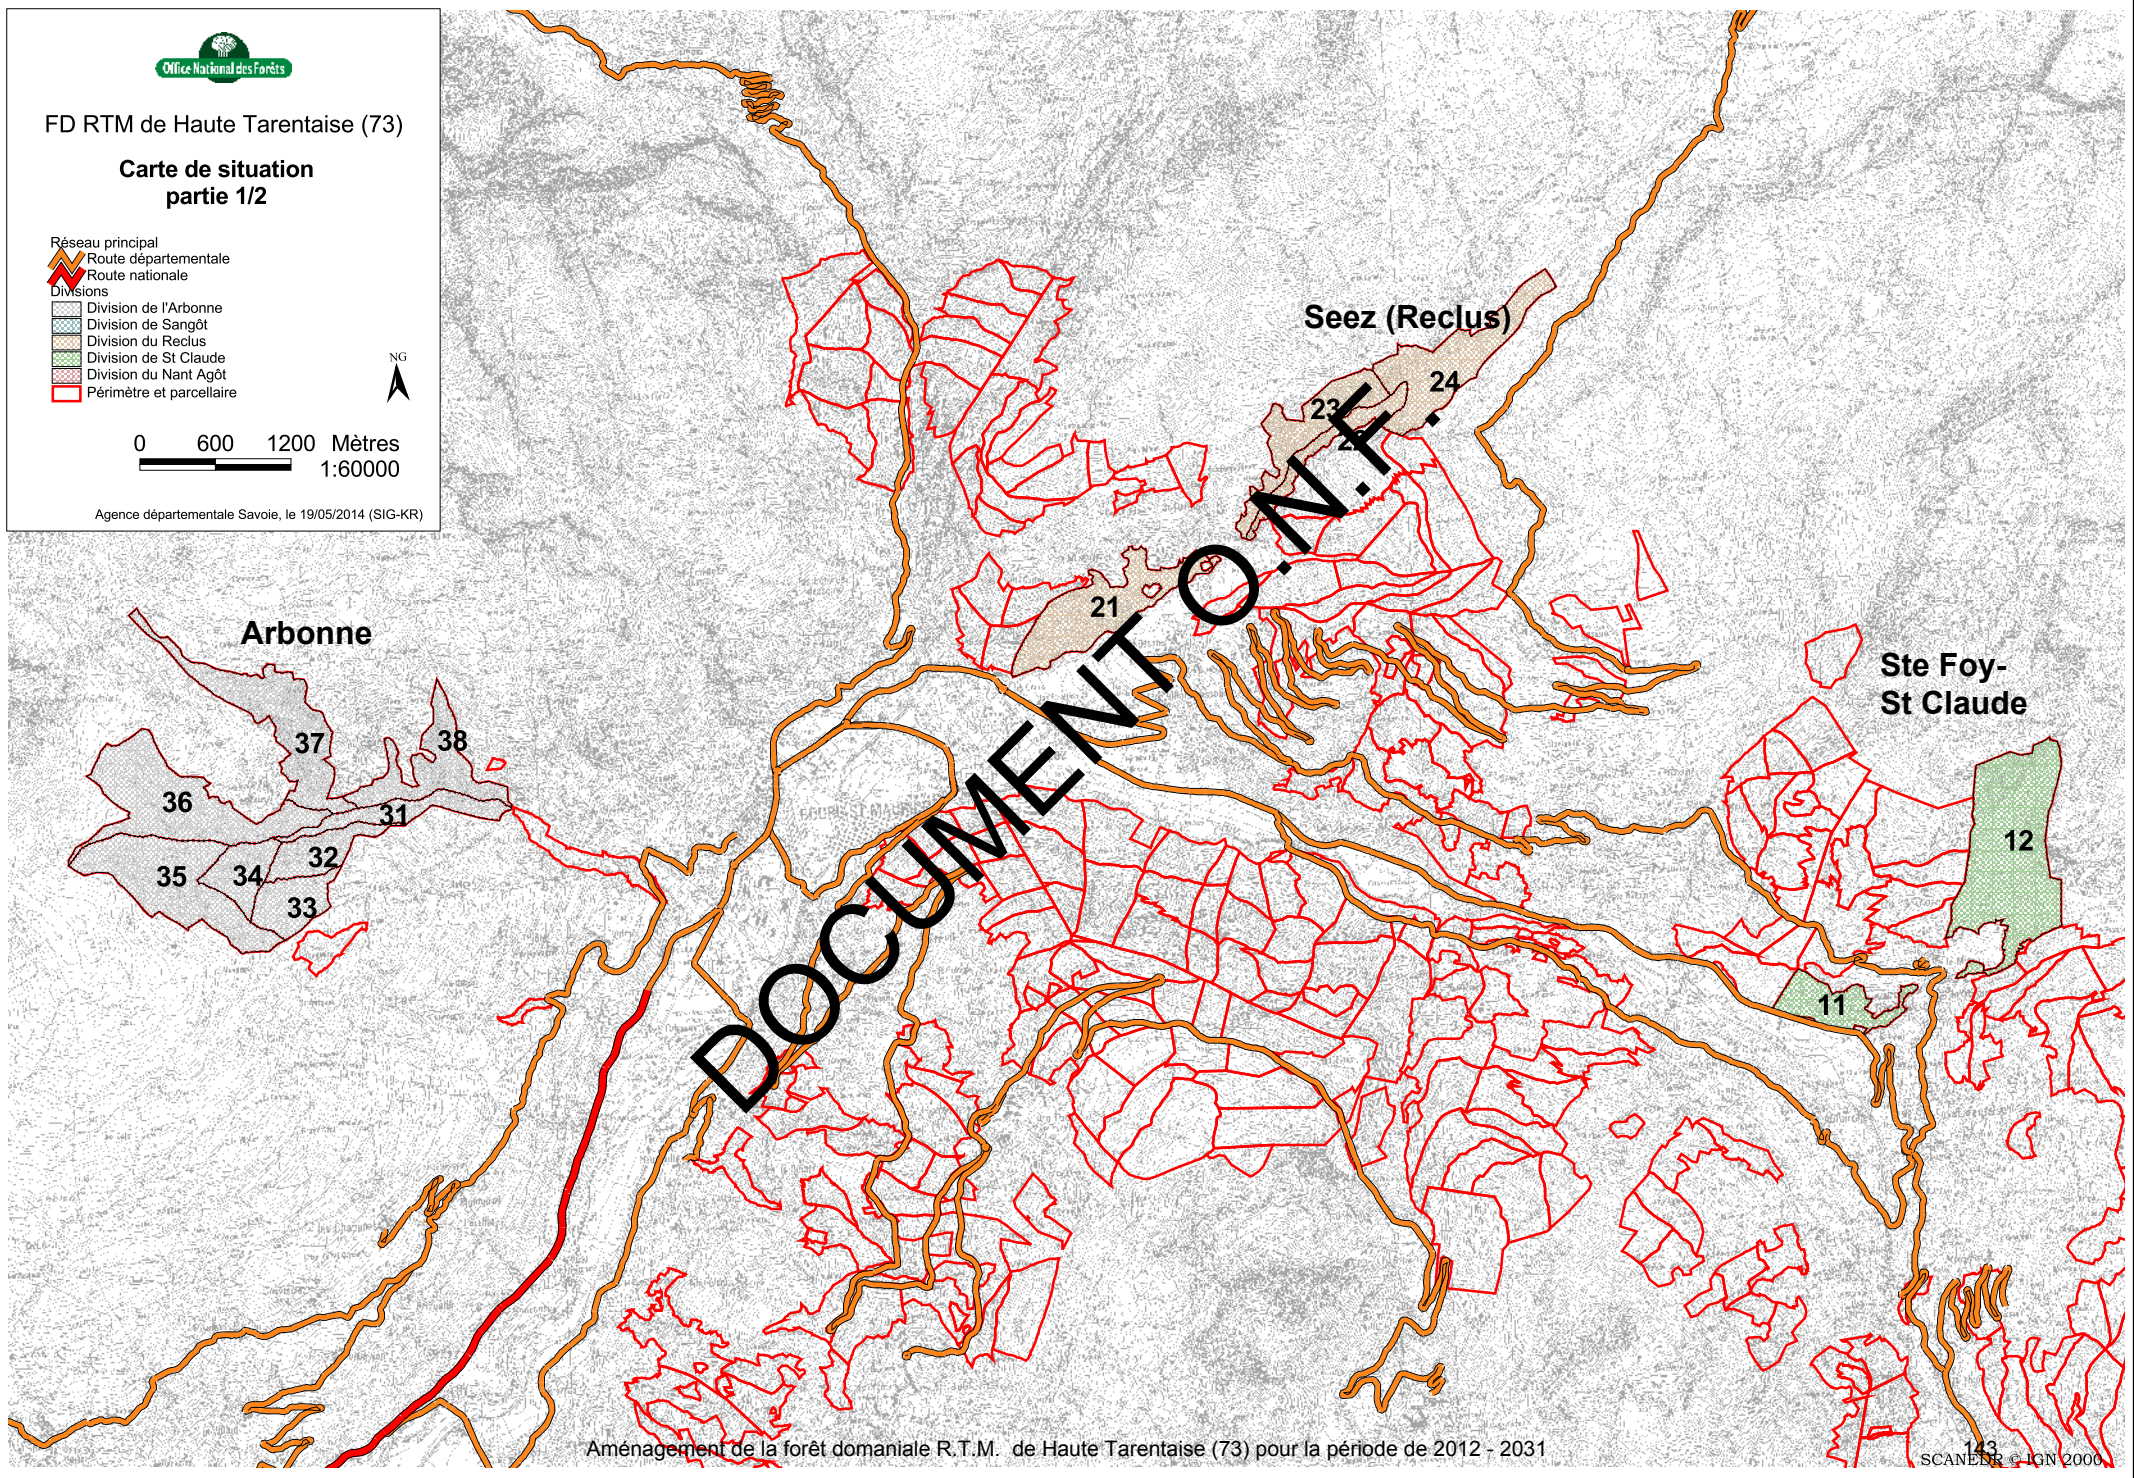 Office National des Forêts
FD RTM de Haute Tarentaise (73)
Carte de situation
partie 1/2
Réseau principal
Route départementale
Route nationale
Divisions
Division de l'Arbonne
Division de Sangôt
Division du Reclus
Division de St Claude
Division du Nant Agôt
Périmètre et parcellaire
NG
0 600 1200 Mètres
1:60000
Agence départementale Savoie, le 19/05/2014 (SIG-KR)
Seez (Reclus)
24
23
21
Arbonne
Ste Foy-
St Claude
37
38
36
31
32
35
34
33
12
11
DOCUMENT O.N.F.
Aménagement de la forêt domaniale R.T.M. de Haute Tarentaise (73) pour la période de 2012 - 2031
143
SCANEDR © IGN 2000